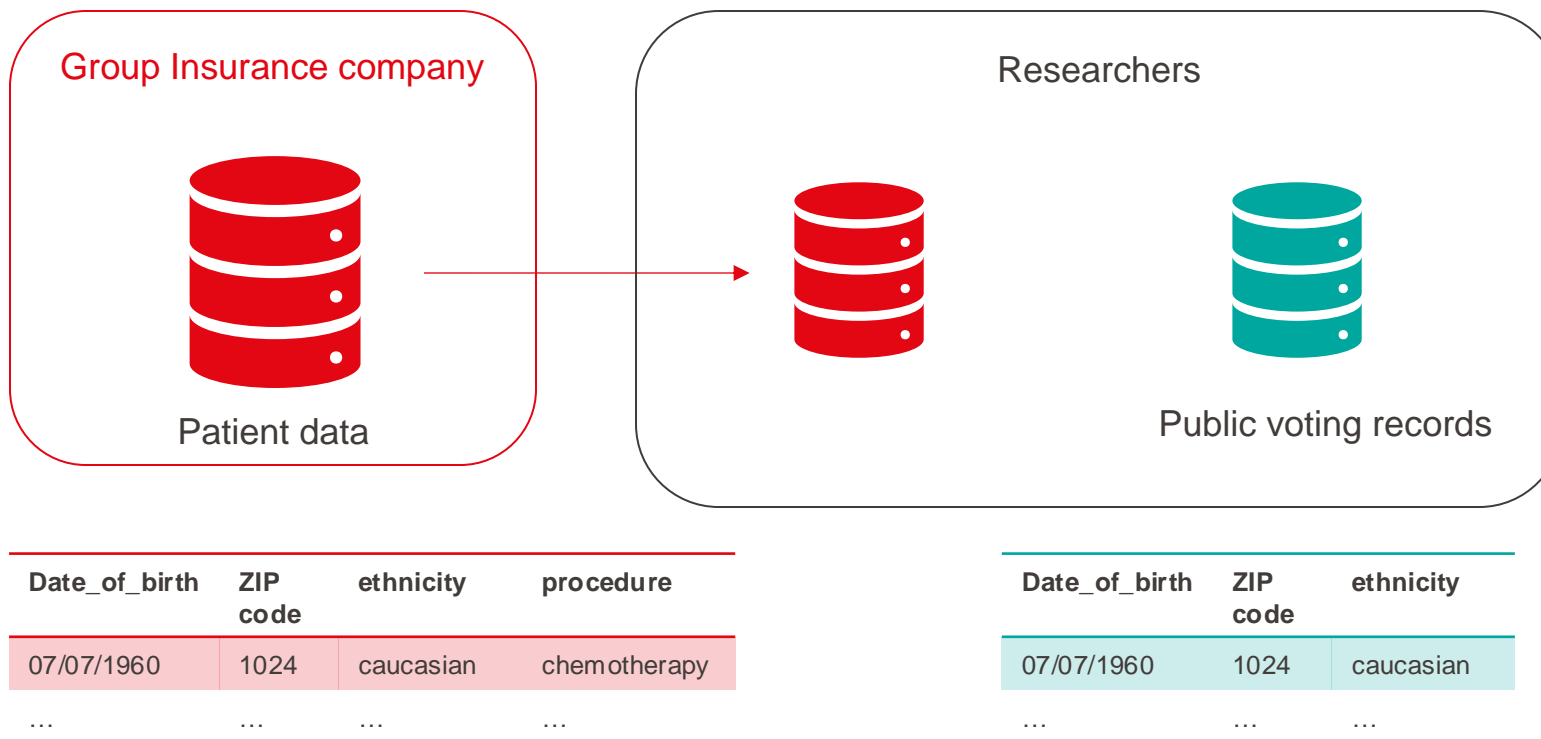 Group Insurance company
Researchers
Patient data
Public voting records
Date_of_birth ZIP code ethnicity procedure
07/07/1960 1024 caucasian chemotherapy
… … … …
Date_of_birth ZIP code ethnicity
07/07/1960 1024 caucasian
… … …